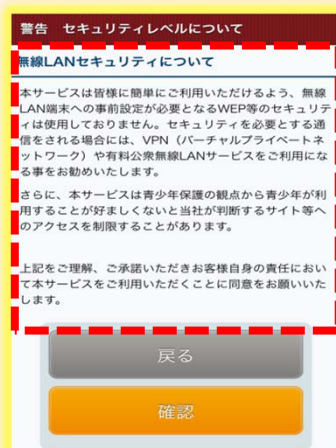 警告　セキュリティレベルについて
無線LANセキュリティについて
本サービスは皆様に簡単にご利用いただけるよう、無線
LAN端末への事前設定が必要となるWEP等のセキュリテ
ィは使用しておりません。セキュリティを必要とする通
信をされる場合には、VPN（バーチャルプライベートネ
ットワーク）や有料公衆無線LANサービスをご利用にな
る事をお勧めいたします。
さらに、本サービスは青少年保護の観点から青少年が利
用することが好ましくないと当社が判断するサイト等へ
のアクセスを制限することがあります。
上記をご理解、ご承諾いただきお客様自身の責任におい
て本サービスをご利用いただくことに同意をお願いいた
します。
戻る
確認